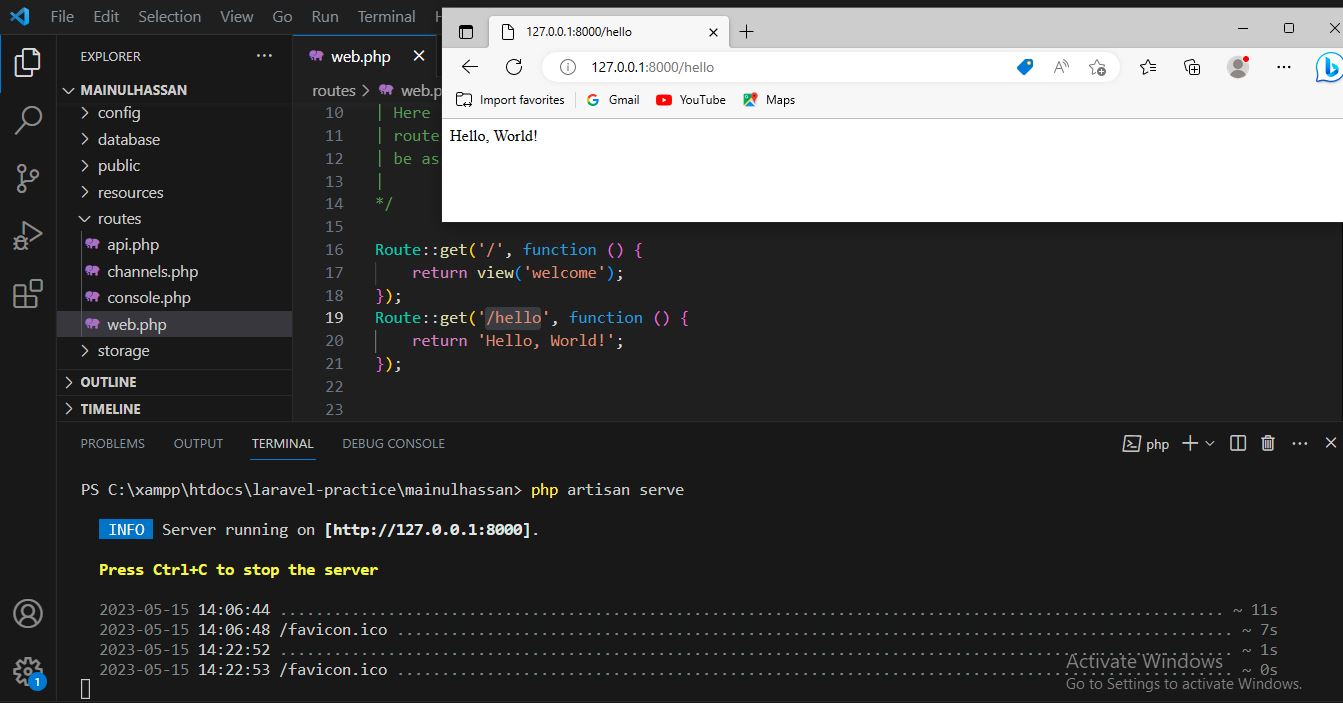 File Edit Selection View Go Run Terminal
127.0.0.1:8000/hello
127.0.0.1:8000/hello
Import favorites Gmail YouTube Maps
Hello, World!
EXPLORER
MAINULHASSAN
config
database
public
resources
routes
api.php
channels.php
console.php
web.php
storage
OUTLINE
TIMELINE
web.php
routes > web.p
10 | Here
11 | route
12 | be as
13 |
14 */
15
16 Route::get('/', function () {
17 return view('welcome');
18 });
19 Route::get('/hello', function () {
20 return 'Hello, World!';
21 });
22
23
PROBLEMS OUTPUT TERMINAL DEBUG CONSOLE
php
PS C:\xampp\htdocs\laravel-practice\mainulhassan> php artisan serve
INFO Server running on [http://127.0.0.1:8000].
Press Ctrl+C to stop the server
2023-05-15 14:06:44 ........................................................................................................ ~ 11s
2023-05-15 14:06:48 /favicon.ico ............................................................................................ ~ 7s
2023-05-15 14:22:52 ......................................................................................................... ~ 1s
2023-05-15 14:22:53 /favicon.ico ............................................................................................ ~ 0s
1
Activate Windows
Go to Settings to activate Windows.